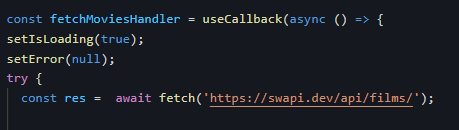 const fetchMoviesHandler = useCallback(async () => {
setIsLoading(true);
setError(null);
try {
const res =  await fetch('https://swapi.dev/api/films/');